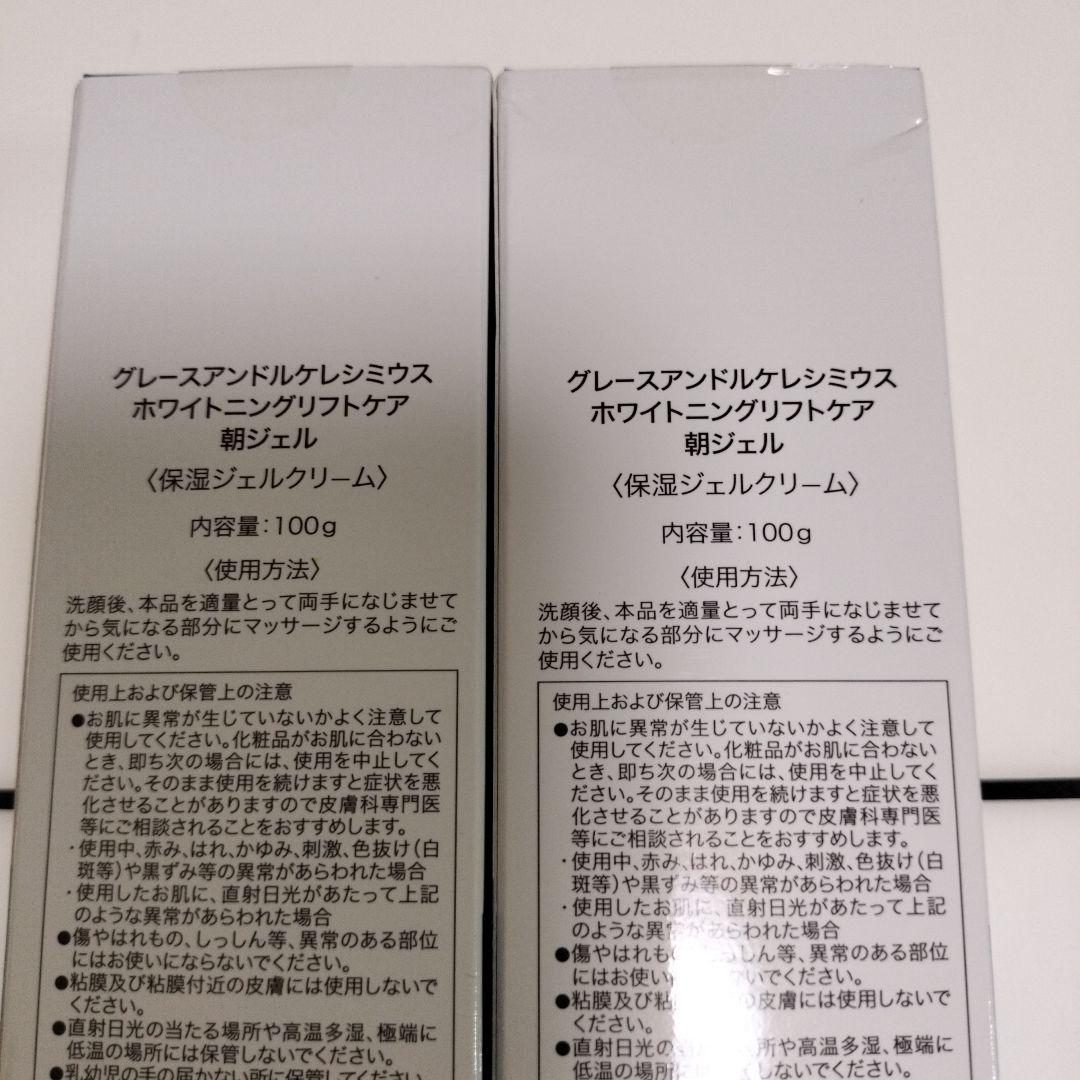 グレースアンドルケレシミウス
ホワイトニングリフトケア
朝ジェル
〈保湿ジェルクリーム〉
内容量：100g
〈使用方法〉
洗顔後、本品を適量とって両手になじませて
から気になる部分にマッサージするようにご
使用ください。
使用上および保管上の注意
●お肌に異常が生じていないかよく注意して
使用してください。化粧品がお肌に合わない
とき、即ち次の場合には、使用を中止してく
ださい。そのまま使用を続けますと症状を悪
化させることがありますので皮膚科専門医
等にご相談されることをおすすめします。
・使用中、赤み、はれ、かゆみ、刺激、色抜け（白
斑等）や黒ずみ等の異常があらわれた場合
・使用したお肌に、直射日光があたって上記
のような異常があらわれた場合
●傷やはれもの、しっしん等、異常のある部位
にはお使いにならないでください。
●粘膜及び粘膜付近の皮膚には使用しないで
ください。
●直射日光の当たる場所や高温多湿、極端に
低温の場所には保管しないでください。
●乳幼児の手の届かない所に保管してください。
グレースアンドルケレシミウス
ホワイトニングリフトケア
朝ジェル
〈保湿ジェルクリーム〉
内容量：100g
〈使用方法〉
洗顔後、本品を適量とって両手になじませて
から気になる部分にマッサージするようにご
使用ください。
使用上および保管上の注意
●お肌に異常が生じていないかよく注意して
使用してください。化粧品がお肌に合わない
とき、即ち次の場合には、使用を中止してく
ださい。そのまま使用を続けますと症状を悪
化させることがありますので皮膚科専門医
等にご相談されることをおすすめします。
・使用中、赤み、はれ、かゆみ、刺激、色抜け（白
斑等）や黒ずみ等の異常があらわれた場合
・使用したお肌に、直射日光があたって上記
のような異常があらわれた場合
●傷やはれもの、しっしん等、異常のある部位
にはお使い ないでください。
●粘膜及び粘 の皮膚には使用しないで
ください。
●直射日光の当たる場所や高温多湿、極端に
低温の場所 しないでください。